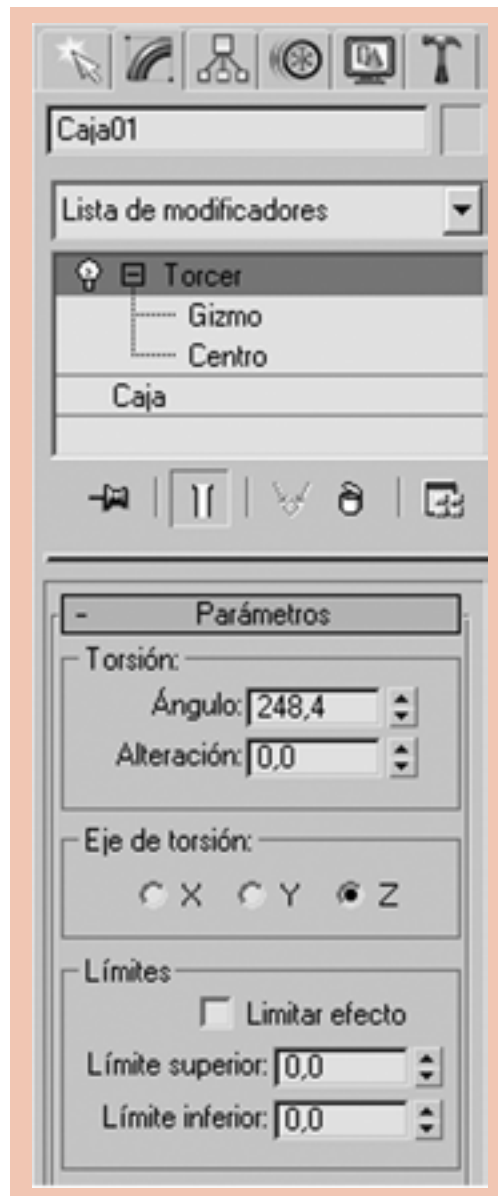 Caja01
Lista de modificadores
Torcer
Gizmo
Centro
Caja
- Parámetros
Torsión:
Ángulo: 248,4
Alteración: 0,0
Eje de torsión:
X Y Z
Límites
Limitar efecto
Límite superior: 0,0
Límite inferior: 0,0